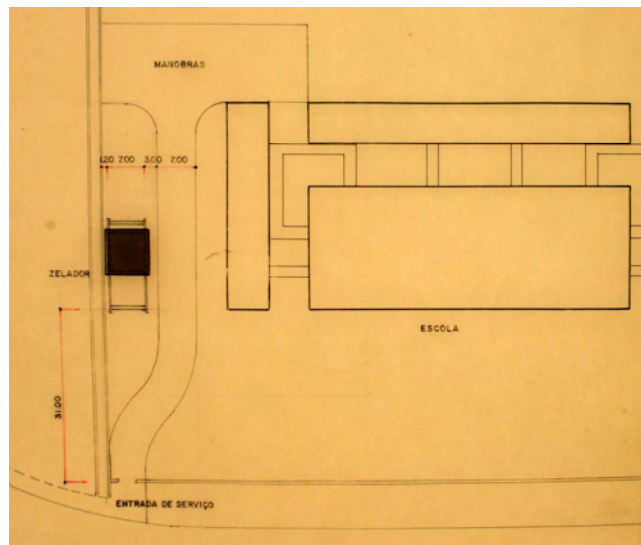 MANOBRAS
1.20 7.00 3.00 7.00
ZELADOR
ESCOLA
31.00
ENTRADA DE SERVIÇO